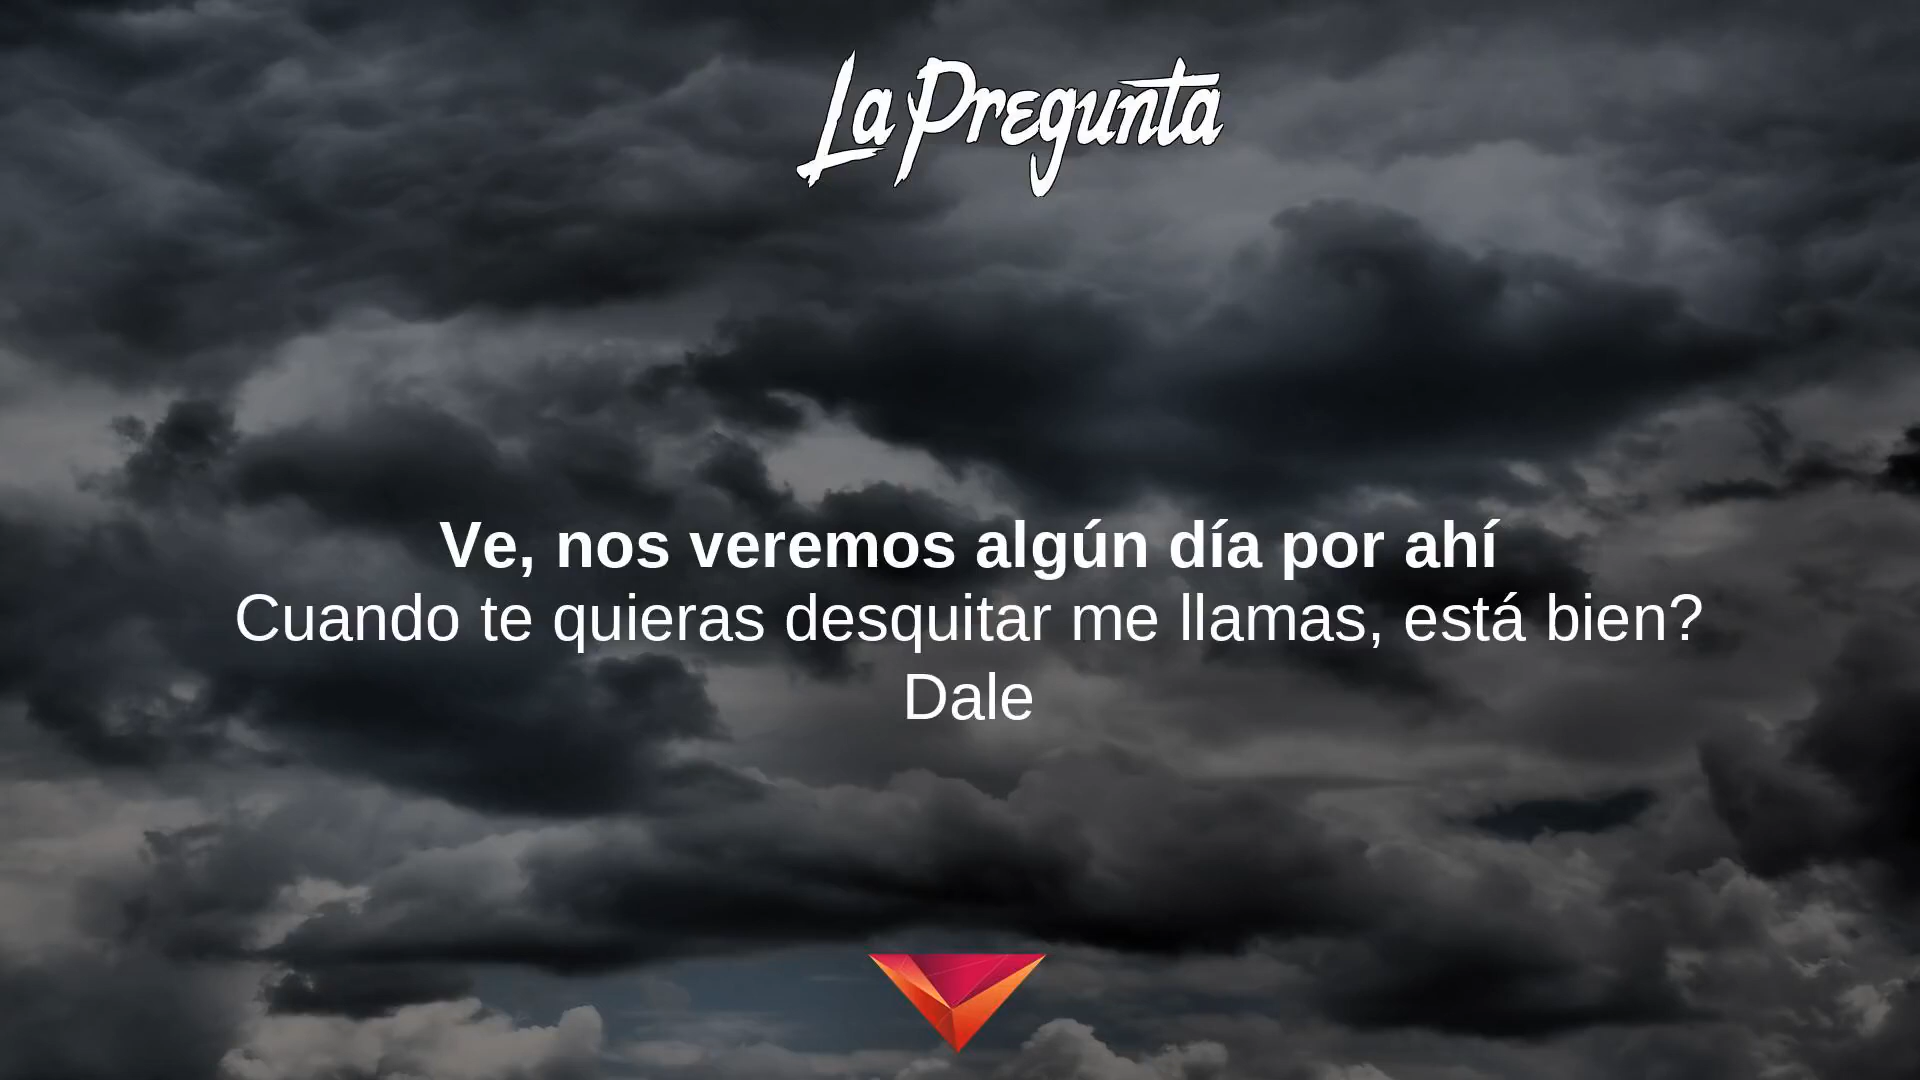 La Pregunta
Ve, nos veremos algún día por ahí
Cuando te quieras desquitar me llamas, está bien?
Dale